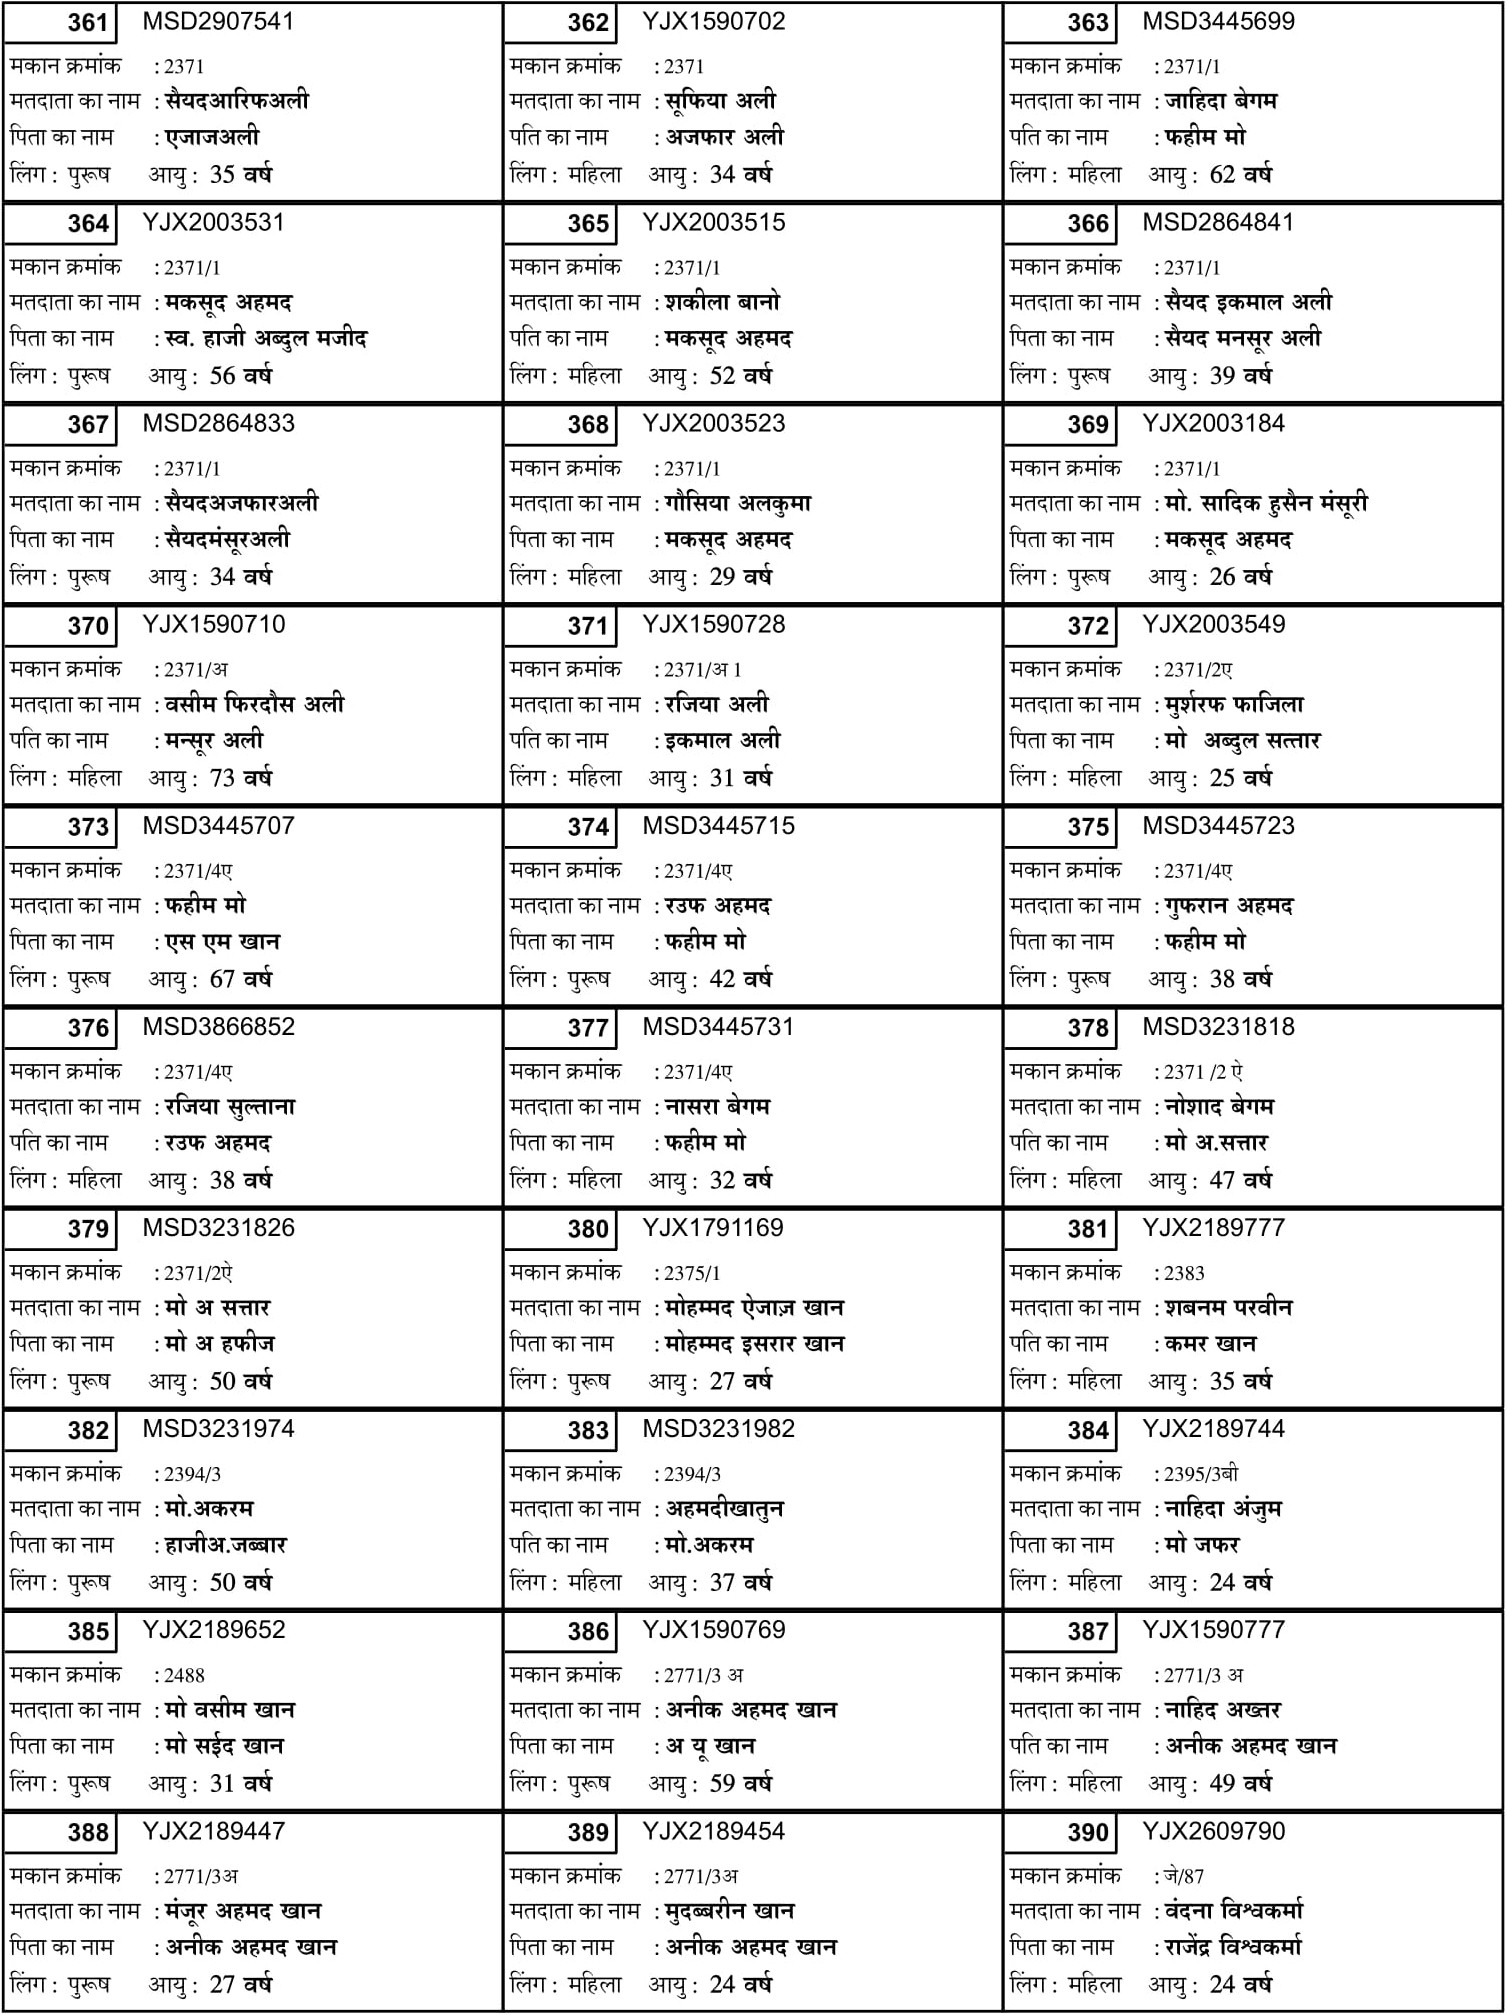 361 MSD2907541
मकान क्रमांक : 2371
मतदाता का नाम : सैयदआरिफअली
पिता का नाम : एजाजअली
लिंग : पुरूष आयु : 35 वर्ष
362 YJX1590702
मकान क्रमांक : 2371
मतदाता का नाम : सूफिया अली
पति का नाम : अजफार अली
लिंग : महिला आयु : 34 वर्ष
363 MSD3445699
मकान क्रमांक : 2371/1
मतदाता का नाम : जाहिदा बेगम
पति का नाम : फहीम मो
लिंग : महिला आयु : 62 वर्ष
364 YJX2003531
मकान क्रमांक : 2371/1
मतदाता का नाम : मकसूद अहमद
पिता का नाम : स्व. हाजी अब्दुल मजीद
लिंग : पुरूष आयु : 56 वर्ष
365 YJX2003515
मकान क्रमांक : 2371/1
मतदाता का नाम : शकीला बानो
पति का नाम : मकसूद अहमद
लिंग : महिला आयु : 52 वर्ष
366 MSD2864841
मकान क्रमांक : 2371/1
मतदाता का नाम : सैयद इकमाल अली
पिता का नाम : सैयद मनसूर अली
लिंग : पुरूष आयु : 39 वर्ष
367 MSD2864833
मकान क्रमांक : 2371/1
मतदाता का नाम : सैयदअजफारअली
पिता का नाम : सैयदमंसूरअली
लिंग : पुरूष आयु : 34 वर्ष
368 YJX2003523
मकान क्रमांक : 2371/1
मतदाता का नाम : गौसिया अलकुमा
पिता का नाम : मकसूद अहमद
लिंग : महिला आयु : 29 वर्ष
369 YJX2003184
मकान क्रमांक : 2371/1
मतदाता का नाम : मो. सादिक हुसैन मंसूरी
पिता का नाम : मकसूद अहमद
लिंग : पुरूष आयु : 26 वर्ष
370 YJX1590710
मकान क्रमांक : 2371/अ
मतदाता का नाम : वसीम फिरदौस अली
पति का नाम : मन्सूर अली
लिंग : महिला आयु : 73 वर्ष
371 YJX1590728
मकान क्रमांक : 2371/अ 1
मतदाता का नाम : रजिया अली
पति का नाम : इकमाल अली
लिंग : महिला आयु : 31 वर्ष
372 YJX2003549
मकान क्रमांक : 2371/2ए
मतदाता का नाम : मुर्शरफ फाजिला
पिता का नाम : मो अब्दुल सत्तार
लिंग : महिला आयु : 25 वर्ष
373 MSD3445707
मकान क्रमांक : 2371/4ए
मतदाता का नाम : फहीम मो
पिता का नाम : एस एम खान
लिंग : पुरूष आयु : 67 वर्ष
374 MSD3445715
मकान क्रमांक : 2371/4ए
मतदाता का नाम : रउफ अहमद
पिता का नाम : फहीम मो
लिंग : पुरूष आयु : 42 वर्ष
375 MSD3445723
मकान क्रमांक : 2371/4ए
मतदाता का नाम : गुफरान अहमद
पिता का नाम : फहीम मो
लिंग : पुरूष आयु : 38 वर्ष
376 MSD3866852
मकान क्रमांक : 2371/4ए
मतदाता का नाम : रजिया सुल्ताना
पति का नाम : रउफ अहमद
लिंग : महिला आयु : 38 वर्ष
377 MSD3445731
मकान क्रमांक : 2371/4ए
मतदाता का नाम : नासरा बेगम
पिता का नाम : फहीम मो
लिंग : महिला आयु : 32 वर्ष
378 MSD3231818
मकान क्रमांक : 2371 /2 ऐ
मतदाता का नाम : नोशाद बेगम
पति का नाम : मो अ.सत्तार
लिंग : महिला आयु : 47 वर्ष
379 MSD3231826
मकान क्रमांक : 2371/2ऐ
मतदाता का नाम : मो अ सत्तार
पिता का नाम : मो अ हफीज
लिंग : पुरूष आयु : 50 वर्ष
380 YJX1791169
मकान क्रमांक : 2375/1
मतदाता का नाम : मोहम्मद ऐजाज़ खान
पिता का नाम : मोहम्मद इसरार खान
लिंग : पुरूष आयु : 27 वर्ष
381 YJX2189777
मकान क्रमांक : 2383
मतदाता का नाम : शबनम परवीन
पति का नाम : कमर खान
लिंग : महिला आयु : 35 वर्ष
382 MSD3231974
मकान क्रमांक : 2394/3
मतदाता का नाम : मो.अकरम
पिता का नाम : हाजीअ.जब्बार
लिंग : पुरूष आयु : 50 वर्ष
383 MSD3231982
मकान क्रमांक : 2394/3
मतदाता का नाम : अहमदीखातुन
पति का नाम : मो.अकरम
लिंग : महिला आयु : 37 वर्ष
384 YJX2189744
मकान क्रमांक : 2395/3बी
मतदाता का नाम : नाहिदा अंजुम
पिता का नाम : मो जफर
लिंग : महिला आयु : 24 वर्ष
385 YJX2189652
मकान क्रमांक : 2488
मतदाता का नाम : मो वसीम खान
पिता का नाम : मो सईद खान
लिंग : पुरूष आयु : 31 वर्ष
386 YJX1590769
मकान क्रमांक : 2771/3 अ
मतदाता का नाम : अनीक अहमद खान
पिता का नाम : अ यू खान
लिंग : पुरूष आयु : 59 वर्ष
387 YJX1590777
मकान क्रमांक : 2771/3 अ
मतदाता का नाम : नाहिद अख्तर
पति का नाम : अनीक अहमद खान
लिंग : महिला आयु : 49 वर्ष
388 YJX2189447
मकान क्रमांक : 2771/3अ
मतदाता का नाम : मंजूर अहमद खान
पिता का नाम : अनीक अहमद खान
लिंग : पुरूष आयु : 27 वर्ष
389 YJX2189454
मकान क्रमांक : 2771/3अ
मतदाता का नाम : मुदब्बरीन खान
पिता का नाम : अनीक अहमद खान
लिंग : महिला आयु : 24 वर्ष
390 YJX2609790
मकान क्रमांक : जे/87
मतदाता का नाम : वंदना विश्वकर्मा
पिता का नाम : राजेंद्र विश्वकर्मा
लिंग : महिला आयु : 24 वर्ष